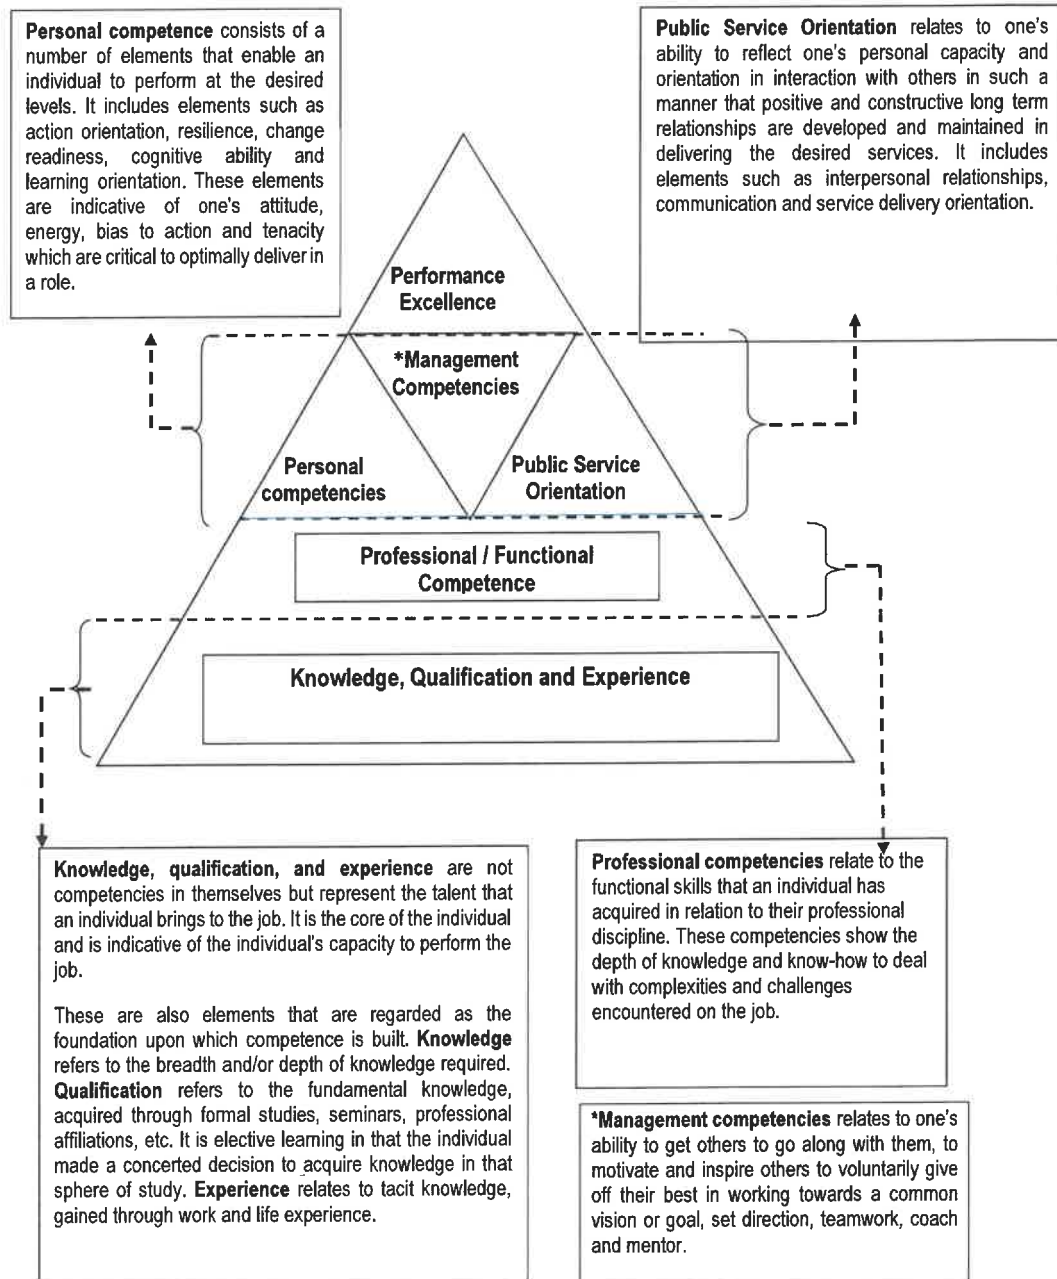 Personal competence consists of a
number of elements that enable an
individual to perform at the desired
levels. It includes elements such as
action orientation, resilience, change
readiness, cognitive ability and
learning orientation. These elements
are indicative of one's attitude,
energy, bias to action and tenacity
which are critical to optimally deliver in
a role.
Public Service Orientation relates to one's
ability to reflect one's personal capacity and
orientation in interaction with others in such a
manner that positive and constructive long term
relationships are developed and maintained in
delivering the desired services. It includes
elements such as interpersonal relationships,
communication and service delivery orientation.
Performance
Excellence
*Management
Competencies
Personal
competencies
Public Service
Orientation
Professional / Functional
Competence
Knowledge, Qualification and Experience
Knowledge, qualification, and experience are not
competencies in themselves but represent the talent that
an individual brings to the job. It is the core of the individual
and is indicative of the individual's capacity to perform the
job.
These are also elements that are regarded as the
foundation upon which competence is built. Knowledge
refers to the breadth and/or depth of knowledge required.
Qualification refers to the fundamental knowledge,
acquired through formal studies, seminars, professional
affiliations, etc. It is elective learning in that the individual
made a concerted decision to acquire knowledge in that
sphere of study. Experience relates to tacit knowledge,
gained through work and life experience.
Professional competencies relate to the
functional skills that an individual has
acquired in relation to their professional
discipline. These competencies show the
depth of knowledge and know-how to deal
with complexities and challenges
encountered on the job.
*Management competencies relates to one's
ability to get others to go along with them, to
motivate and inspire others to voluntarily give
off their best in working towards a common
vision or goal, set direction, teamwork, coach
and mentor.